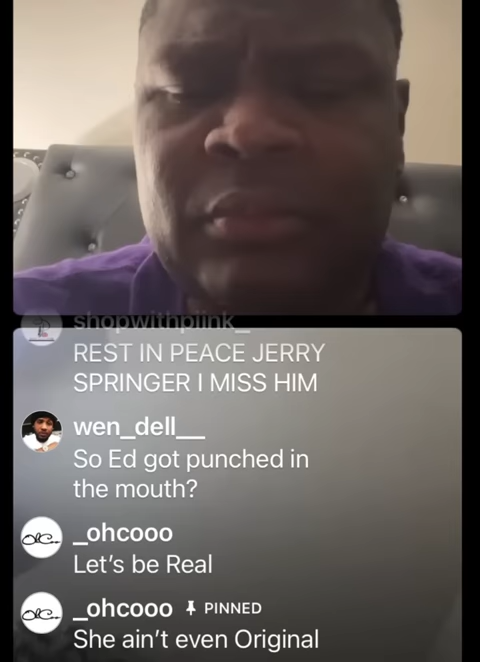 shopwithpiink_
REST IN PEACE JERRY
SPRINGER I MISS HIM
wen_dell__
So Ed got punched in
the mouth?
_ohcooo
Let's be Real
_ohcooo PINNED
She ain't even Original